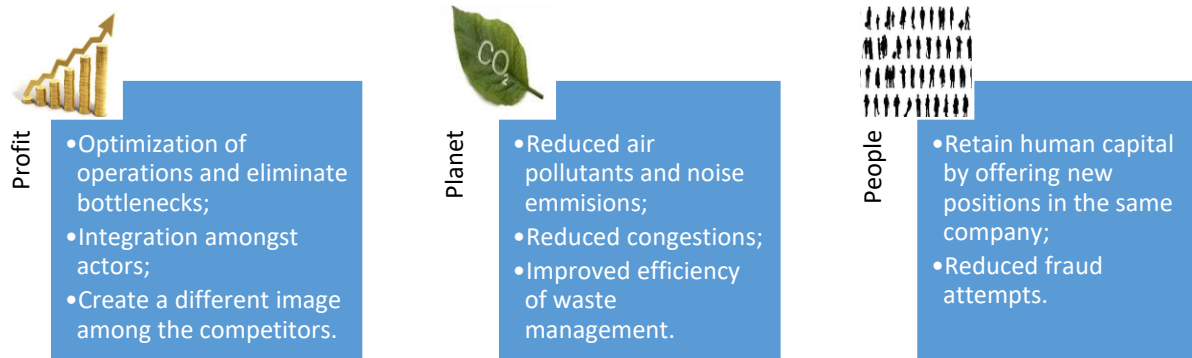 Profit
•Optimization of
operations and eliminate
bottlenecks;
•Integration amongst
actors;
•Create a different image
among the competitors.
CO2
Planet
•Reduced air
pollutants and noise
emmisions;
•Reduced congestions;
•Improved efficiency
of waste
management.
People
•Retain human capital
by offering new
positions in the same
company;
•Reduced fraud
attempts.